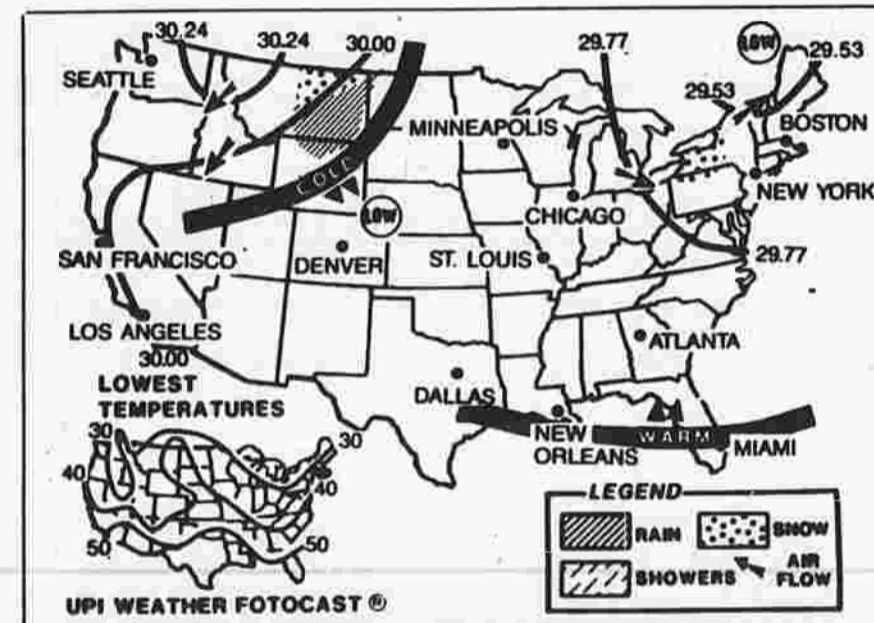 30.24
30.24
30.00
29.77
LOW
29.53
SEATTLE
29.53
MINNEAPOLIS
BOSTON
COLD
NEW YORK
LOW
CHICAGO
SAN FRANCISCO
DENVER
ST. LOUIS
29.77
LOS ANGELES
ATLANTA
30.00
LOWEST
TEMPERATURES
DALLAS
30
30
NEW
ORLEANS
WARM
MIAMI
40
40
50
50
LEGEND
RAIN
SNOW
SHOWERS
AIR
FLOW
UPI WEATHER FOTOCAST ®